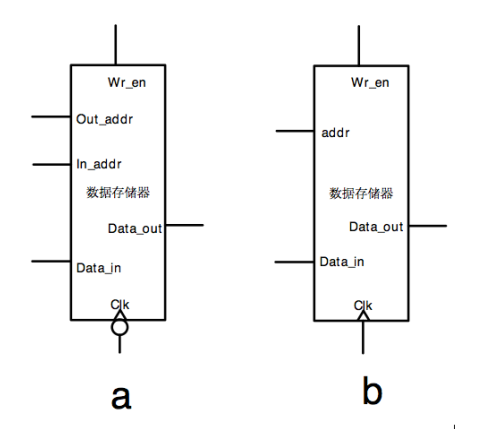 Wr_en
Out_addr
In_addr
数据存储器
Data_out
Data_in
Clk
a
Wr_en
addr
数据存储器
Data_out
Data_in
Clk
b